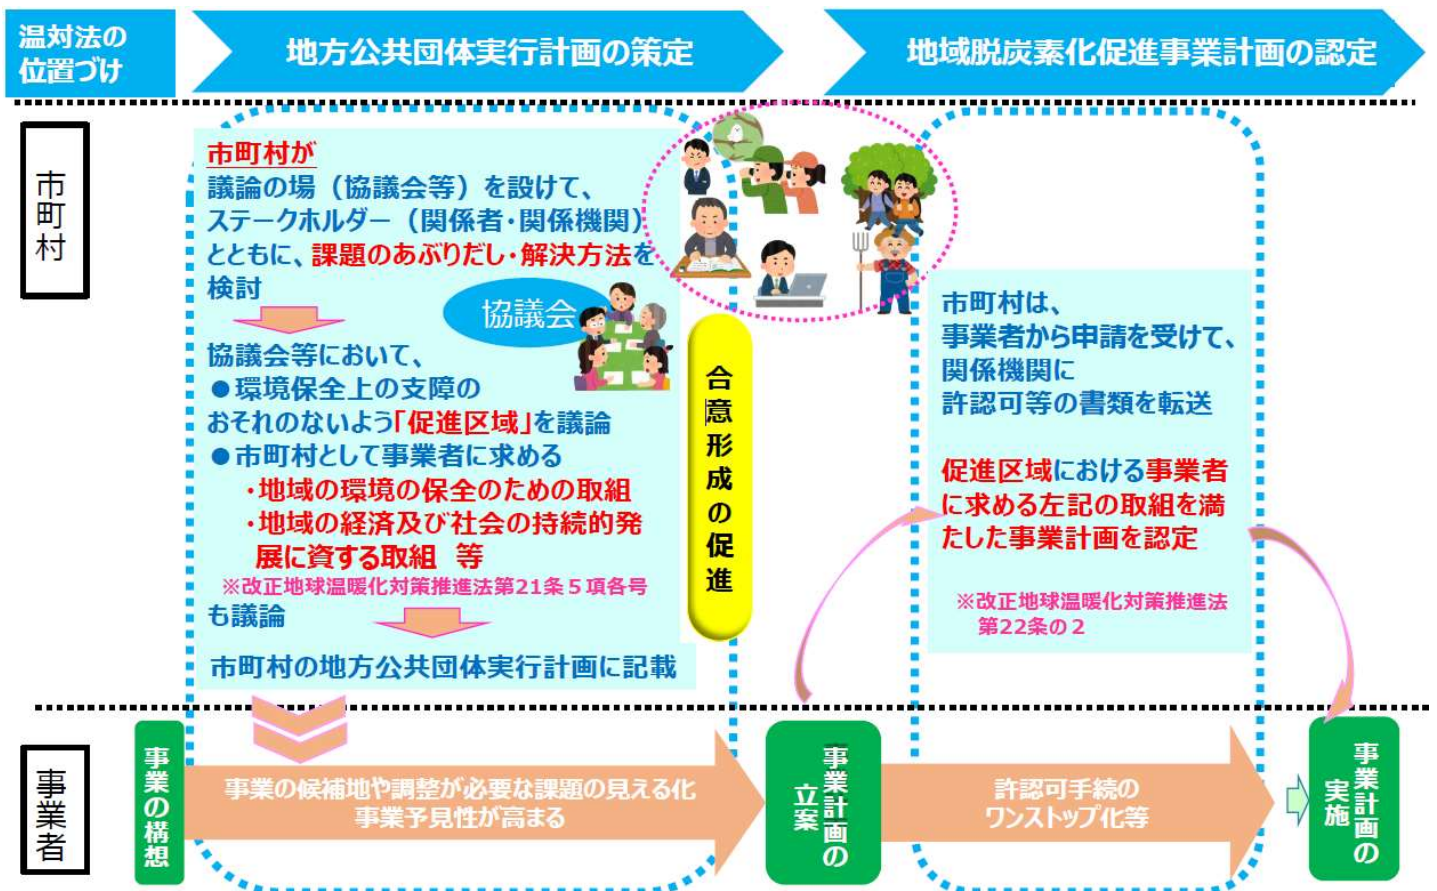 温対法の
位置づけ
地方公共団体実行計画の策定
地域脱炭素化促進事業計画の認定
市町村
市町村が
議論の場（協議会等）を設けて、
ステークホルダー（関係者・関係機関）
とともに、課題のあぶりだし・解決方法を
検討
協議会
協議会等において、
●環境保全上の支障の
おそれのないよう「促進区域」を議論
●市町村として事業者に求める
・地域の環境の保全のための取組
・地域の経済及び社会の持続的発
展に資する取組 等
※改正地球温暖化対策推進法第21条５項各号
も議論
市町村の地方公共団体実行計画に記載
合意形成の促進
市町村は、
事業者から申請を受けて、
関係機関に
許認可等の書類を転送
促進区域における事業者
に求める左記の取組を満
たした事業計画を認定
※改正地球温暖化対策推進法
第22条の２
事業者
事業の構想
事業の候補地や調整が必要な課題の見える化
事業予見性が高まる
事業計画の
立案
許認可手続の
ワンストップ化等
事業計画の
実施